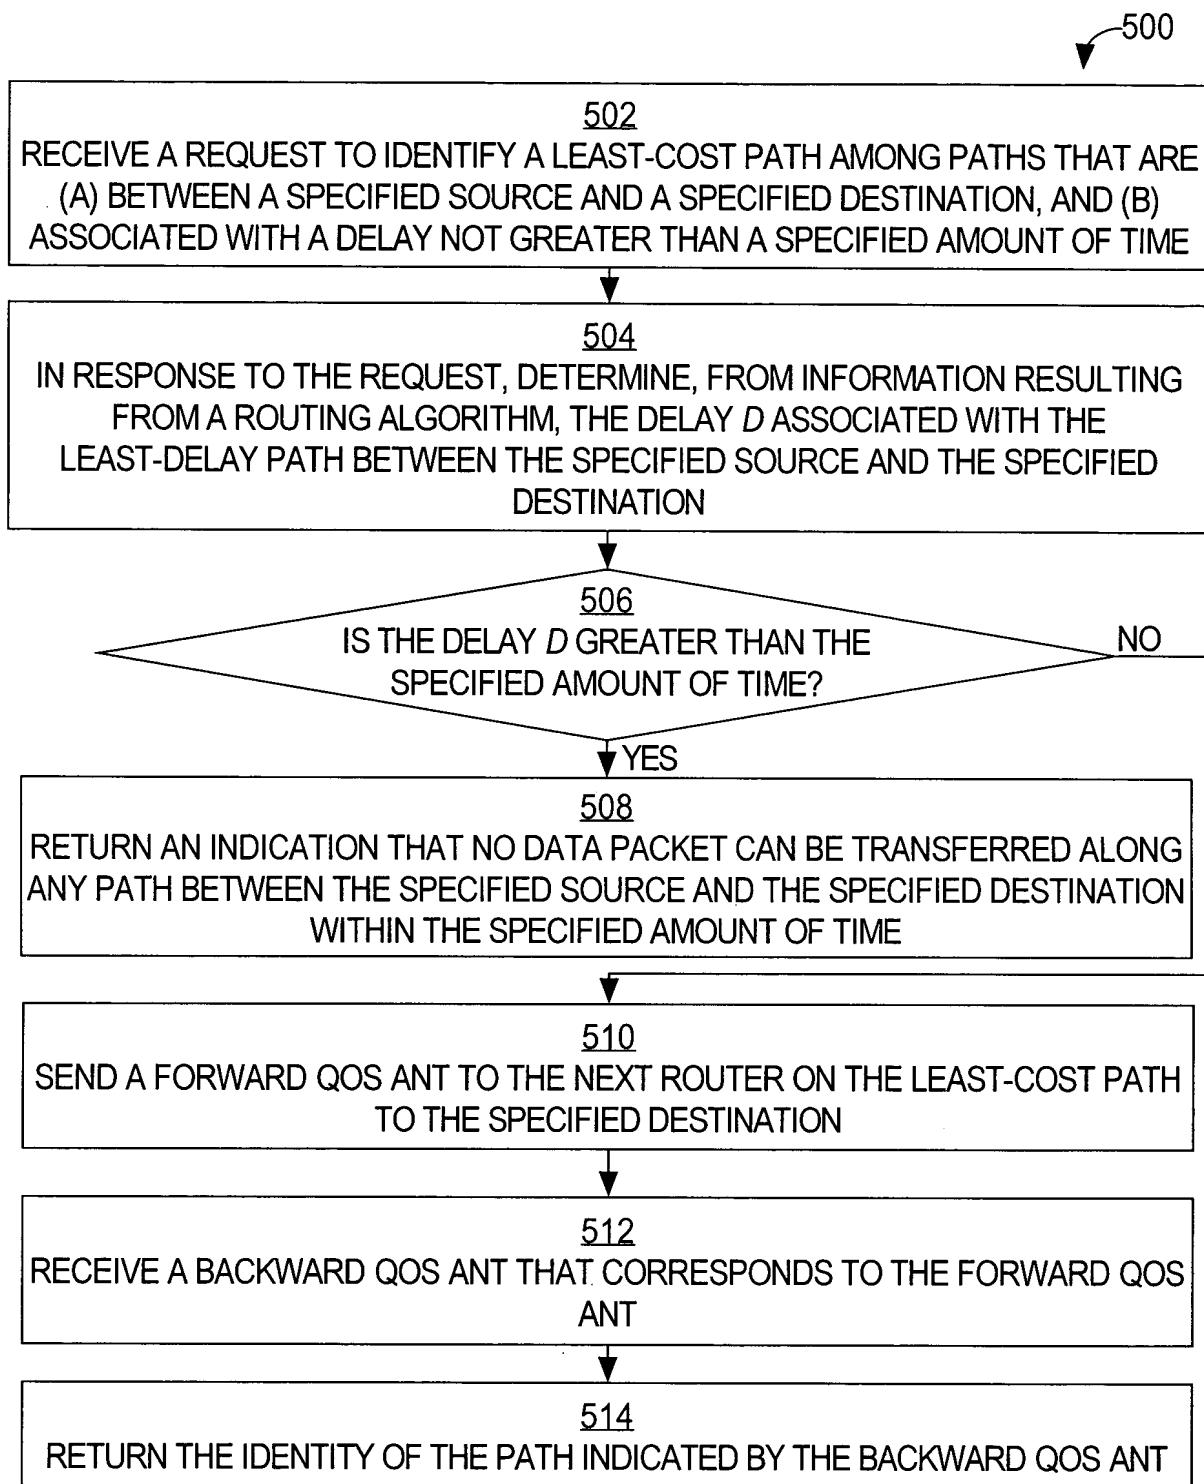 500
502
RECEIVE A REQUEST TO IDENTIFY A LEAST-COST PATH AMONG PATHS THAT ARE
(A) BETWEEN A SPECIFIED SOURCE AND A SPECIFIED DESTINATION, AND (B)
ASSOCIATED WITH A DELAY NOT GREATER THAN A SPECIFIED AMOUNT OF TIME
504
IN RESPONSE TO THE REQUEST, DETERMINE, FROM INFORMATION RESULTING
FROM A ROUTING ALGORITHM, THE DELAY D ASSOCIATED WITH THE
LEAST-DELAY PATH BETWEEN THE SPECIFIED SOURCE AND THE SPECIFIED
DESTINATION
506
IS THE DELAY D GREATER THAN THE
SPECIFIED AMOUNT OF TIME?
NO
YES
508
RETURN AN INDICATION THAT NO DATA PACKET CAN BE TRANSFERRED ALONG
ANY PATH BETWEEN THE SPECIFIED SOURCE AND THE SPECIFIED DESTINATION
WITHIN THE SPECIFIED AMOUNT OF TIME
510
SEND A FORWARD QOS ANT TO THE NEXT ROUTER ON THE LEAST-COST PATH
TO THE SPECIFIED DESTINATION
512
RECEIVE A BACKWARD QOS ANT THAT CORRESPONDS TO THE FORWARD QOS
ANT
514
RETURN THE IDENTITY OF THE PATH INDICATED BY THE BACKWARD QOS ANT